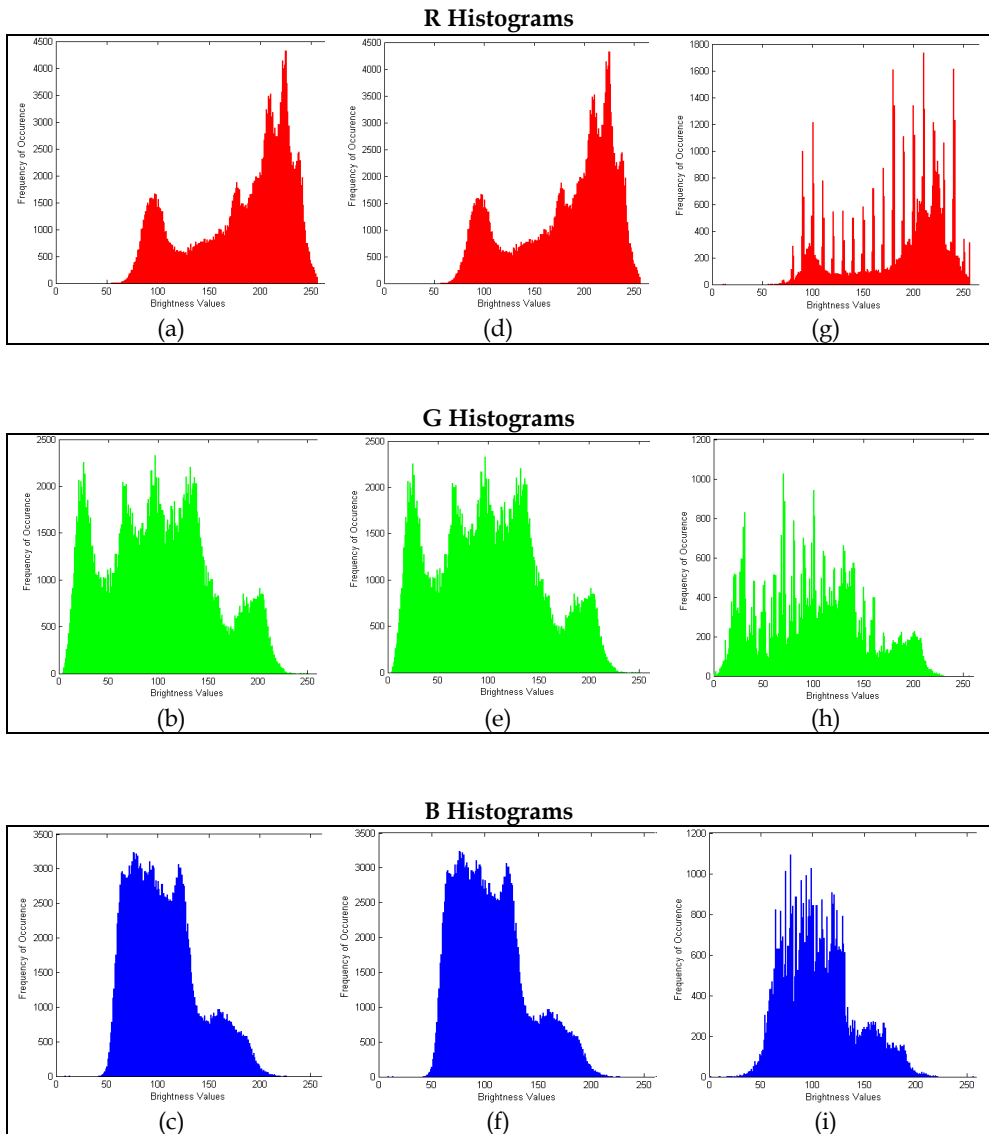 R Histograms
4500
4000
3500
3000
2500
2000
1500
1000
500
0
Frequency of Occurence
0 50 100 150 200 250
Brightness Values
(a)
4500
4000
3500
3000
2500
2000
1500
1000
500
0
Frequency of Occurence
0 50 100 150 200 250
Brightness Values
(d)
1800
1600
1400
1200
1000
800
600
400
200
0
Frequency of Occurence
0 50 100 150 200 250
Brightness Values
(g)
G Histograms
2500
2000
1500
1000
500
0
Frequency of Occurence
0 50 100 150 200 250
Brightness Values
(b)
2500
2000
1500
1000
500
0
Frequency of Occurence
0 50 100 150 200 250
Brightness Values
(e)
1200
1000
800
600
400
200
0
Frequency of Occurence
0 50 100 150 200 250
Brightness Values
(h)
B Histograms
3500
3000
2500
2000
1500
1000
500
0
Frequency of Occurence
0 50 100 150 200 250
Brightness Values
(c)
3500
3000
2500
2000
1500
1000
500
0
Frequency of Occurence
0 50 100 150 200 250
Brightness Values
(f)
1200
1000
800
600
400
200
0
Frequency of Occurence
0 50 100 150 200 250
Brightness Values
(i)